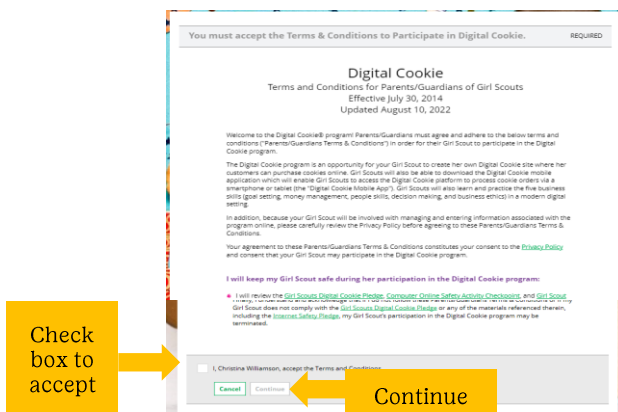 You must accept the Terms & Conditions to Participate in Digital Cookie. REQUIRED
Digital Cookie
Terms and Conditions for Parents/Guardians of Girl Scouts
Effective July 30, 2014
Updated August 10, 2022
Welcome to the Digital Cookie® program! Parents/Guardians must agree and adhere to the below terms and
conditions ("Parents/Guardians Terms & Conditions") in order for their Girl Scout to participate in the Digital
Cookie program.
The Digital Cookie program is an opportunity for your Girl Scout to create her own Digital Cookie site where her
customers can purchase cookies online. Girl Scouts will also be able to download the Digital Cookie mobile
application which will enable Girl Scouts to access the Digital Cookie platform to process cookie orders via a
smartphone or tablet (the "Digital Cookie Mobile App"). Girl Scouts will also learn and practice the five business
skills (goal setting, money management, people skills, decision making, and business ethics) in a modern digital
setting.
In addition, because your Girl Scout will be involved with managing and entering information associated with the
program online, please carefully review the Privacy Policy before agreeing to these Parents/Guardians Terms &
Conditions.
Your agreement to these Parents/Guardians Terms & Conditions constitutes your consent to the Privacy Policy
and consent that your Girl Scout may participate in the Digital Cookie program.
I will keep my Girl Scout safe during her participation in the Digital Cookie program:
I will review the Girl Scouts Digital Cookie Pledge, Computer Online Safety Activity Checkpoint, and Girl Scout
Girl Scout does not comply with the Girl Scouts Digital Cookie Pledge or any of the materials referenced therein,
including the Internet Safety Pledge, my Girl Scout's participation in the Digital Cookie program may be
terminated.
Check
box to
accept
I, Christina Williamson, accept the Terms and Conditions
Cancel Continue
Continue